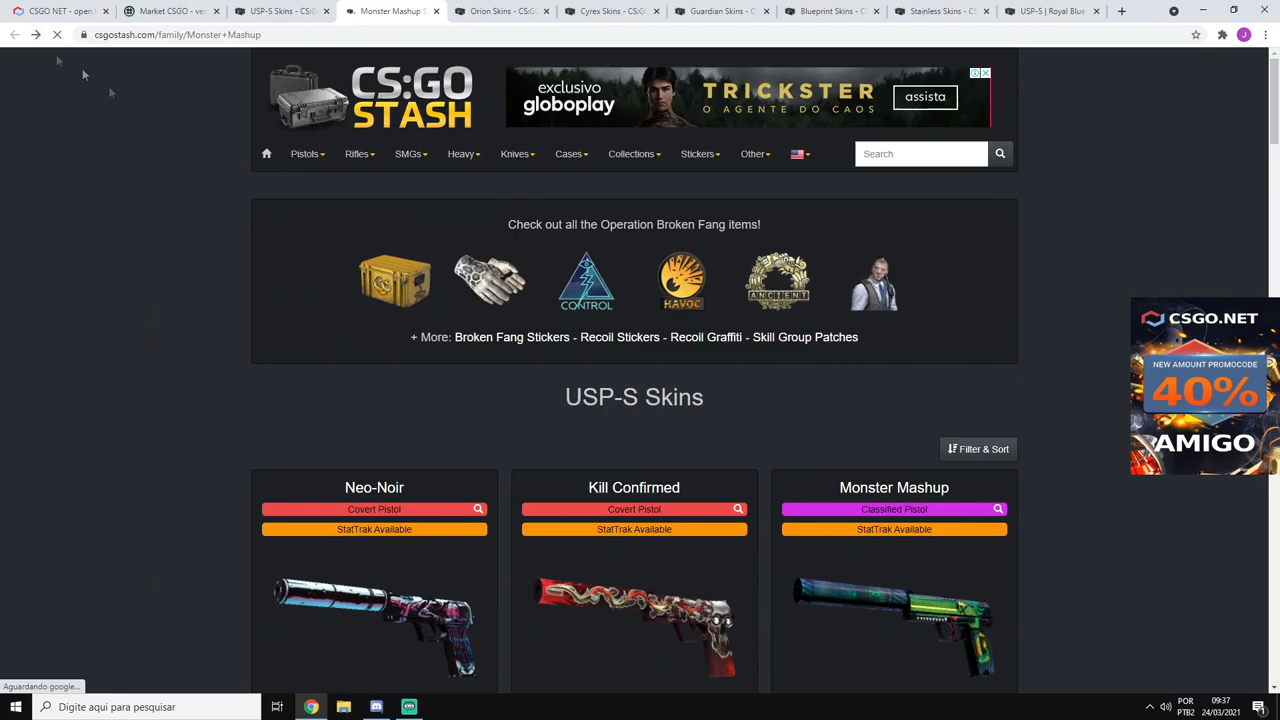 CSGO NET - open
Market CSGO - ven
USP-S Skins - CS:G
Monster Mashup S
Orion Skins - CS:GO
Cyrex Skins - CS:GO
Guardian Skins - C
Blueprint Skins - C
Stainless Skins - CS
USP-S | Royal Blue
csgostash.com/family/Monster+Mashup
CS:GO
STASH
exclusivo
globoplay
TRICKSTER
O AGENTE DO CAOS
assista
Pistols Rifles SMGs Heavy Knives Cases Collections Stickers Other Search
Check out all the Operation Broken Fang items!
CONTROL HAVOC ANCIENT
+ More: Broken Fang Stickers - Recoil Stickers - Recoil Graffiti - Skill Group Patches
CSGO.NET
NEW AMOUNT PROMOCODE
40%
AMIGO
USP-S Skins
Filter & Sort
Neo-Noir Kill Confirmed Monster Mashup
Covert Pistol Covert Pistol Classified Pistol
StatTrak Available StatTrak Available StatTrak Available
Aguardando google...
Digite aqui para pesquisar
POR
PTB2
09:37
24/03/2021